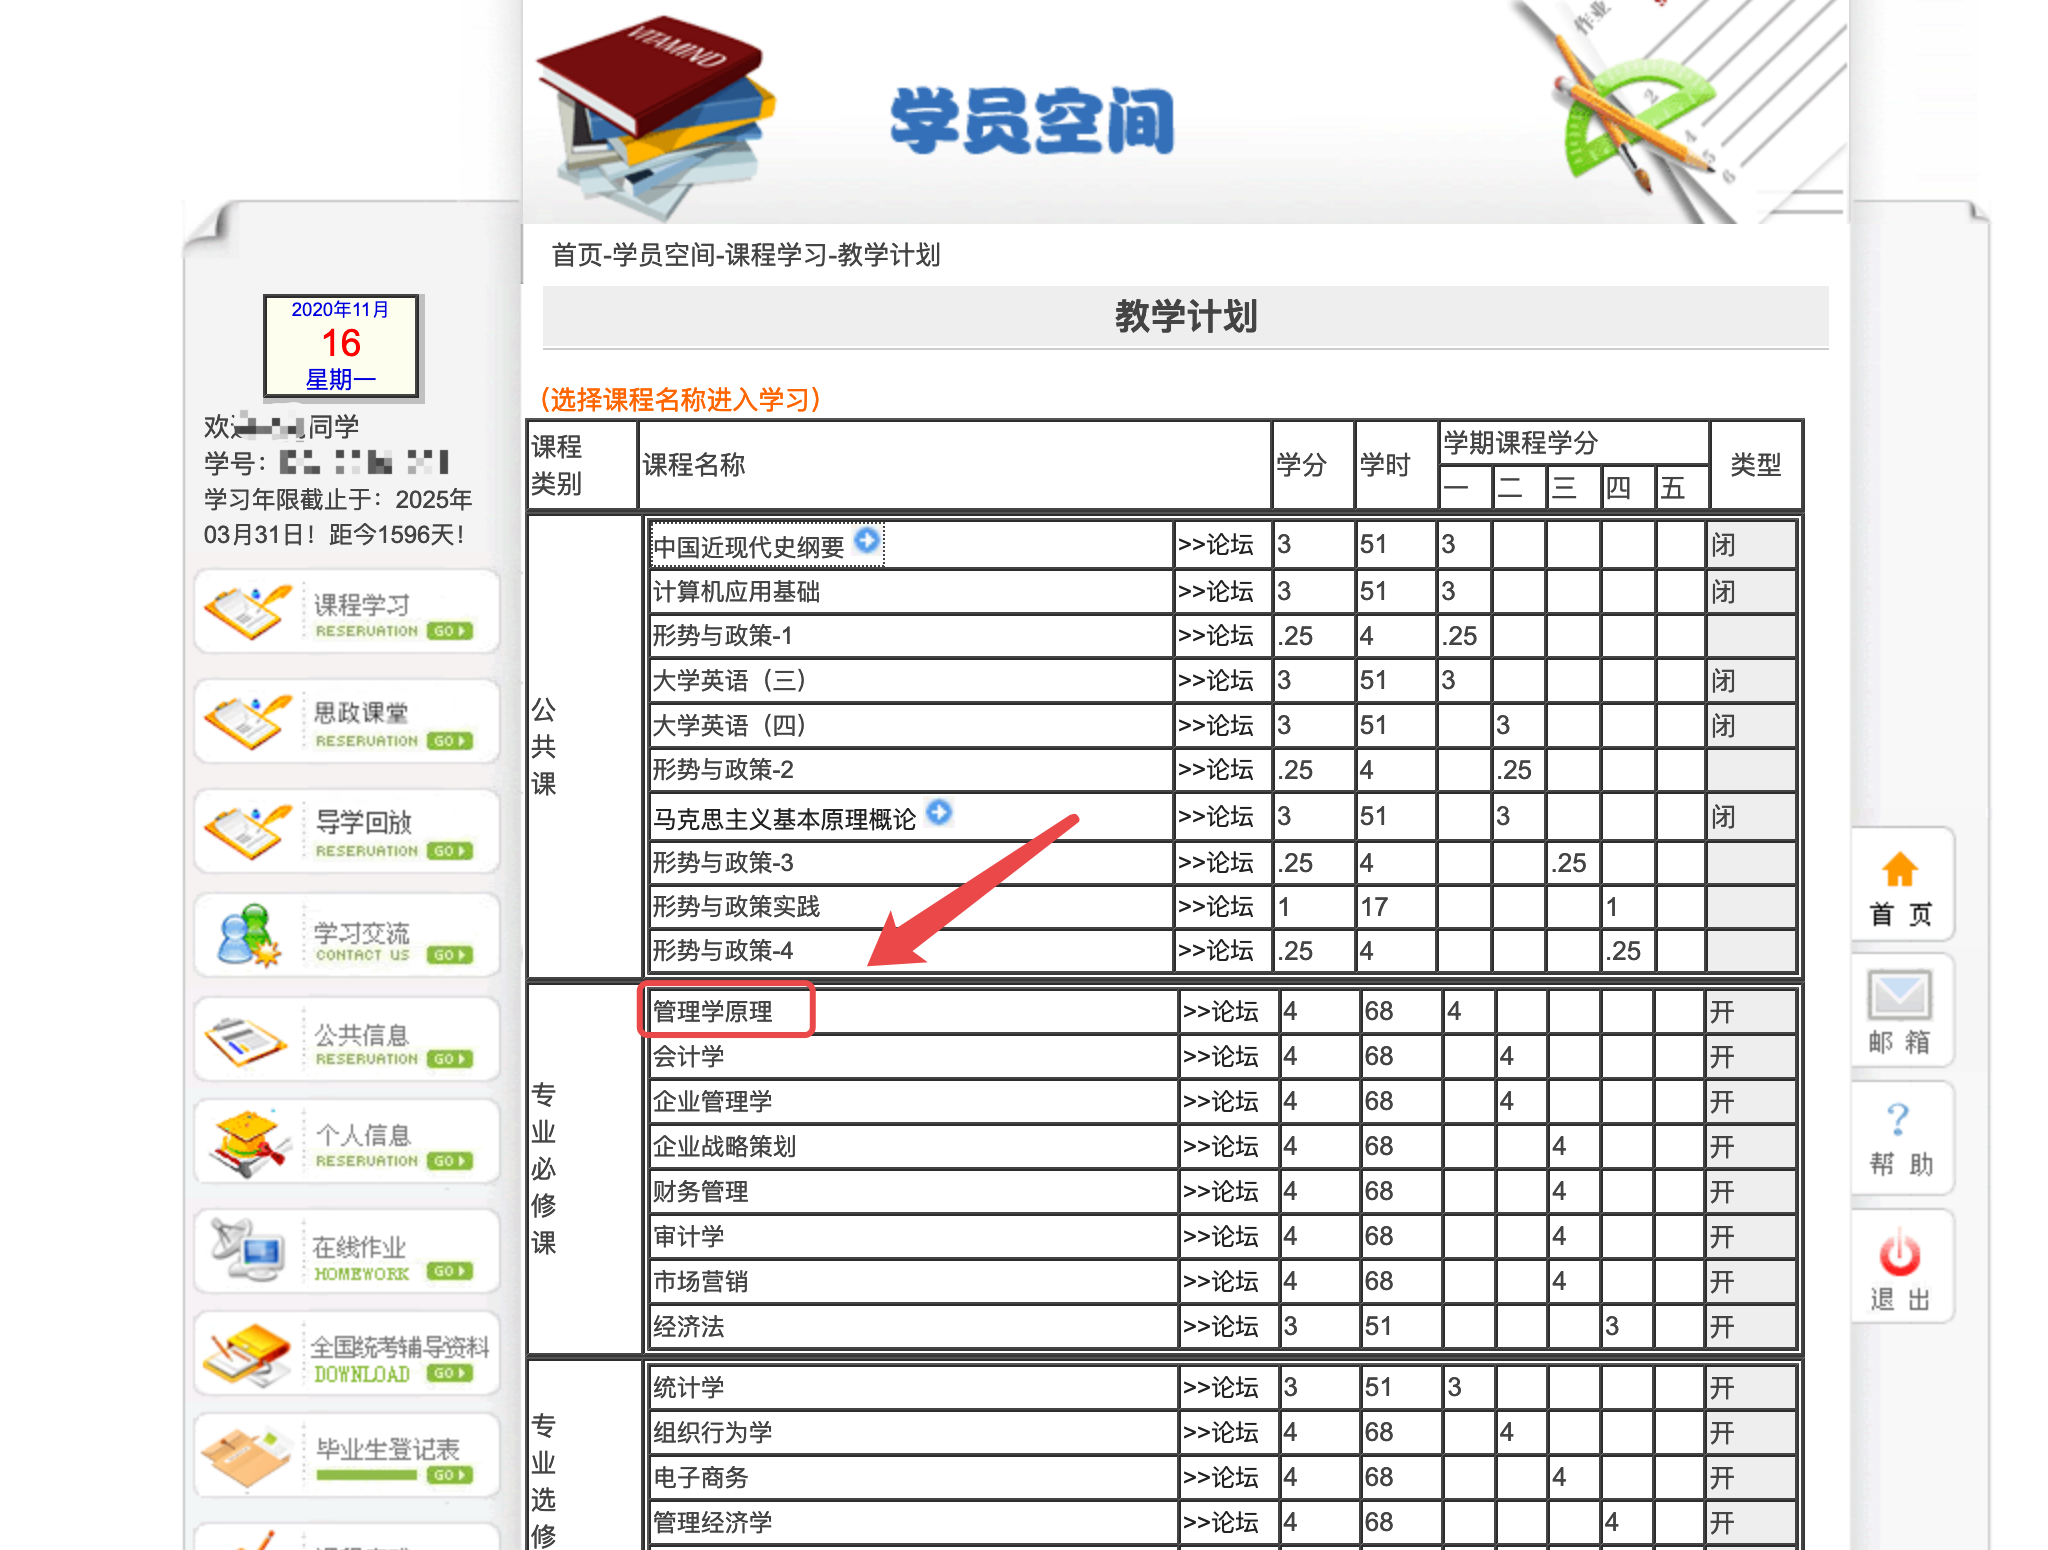 VITAMIND
学员空间
作业
首页-学员空间-课程学习-教学计划
教学计划
2020年11月
16
星期一
同学
学号：
学习年限截止于：2025年
03月31日！距今1596天！
课程学习
RESERVATION GO
思政课堂
RESERVATION GO
导学回放
RESERVATION GO
学习交流
CONTACT US GO
公共信息
RESERVATION GO
个人信息
RESERVATION GO
在线作业
HOMEWORK GO
全国统考辅导资料
DOWNLOAD GO
毕业生登记表
GO
（选择课程名称进入学习）
课程类别 课程名称 学分 学时 学期课程学分 类型
一 二 三 四 五
公共课
中国近现代史纲要 >>论坛 3 51 3 闭
计算机应用基础 >>论坛 3 51 3 闭
形势与政策-1 >>论坛 .25 4 .25
大学英语（三） >>论坛 3 51 3 闭
大学英语（四） >>论坛 3 51 3 闭
形势与政策-2 >>论坛 .25 4 .25
马克思主义基本原理概论 >>论坛 3 51 3 闭
形势与政策-3 >>论坛 .25 4 .25
形势与政策实践 >>论坛 1 17 1
形势与政策-4 >>论坛 .25 4 .25
专业必修课
管理学原理 >>论坛 4 68 4 开
会计学 >>论坛 4 68 4 开
企业管理学 >>论坛 4 68 4 开
企业战略策划 >>论坛 4 68 4 开
财务管理 >>论坛 4 68 4 开
审计学 >>论坛 4 68 4 开
市场营销 >>论坛 4 68 4 开
经济法 >>论坛 3 51 3 开
专业选修
统计学 >>论坛 3 51 3 开
组织行为学 >>论坛 4 68 4 开
电子商务 >>论坛 4 68 4 开
管理经济学 >>论坛 4 68 4 开
首 页
邮 箱
帮 助
退 出